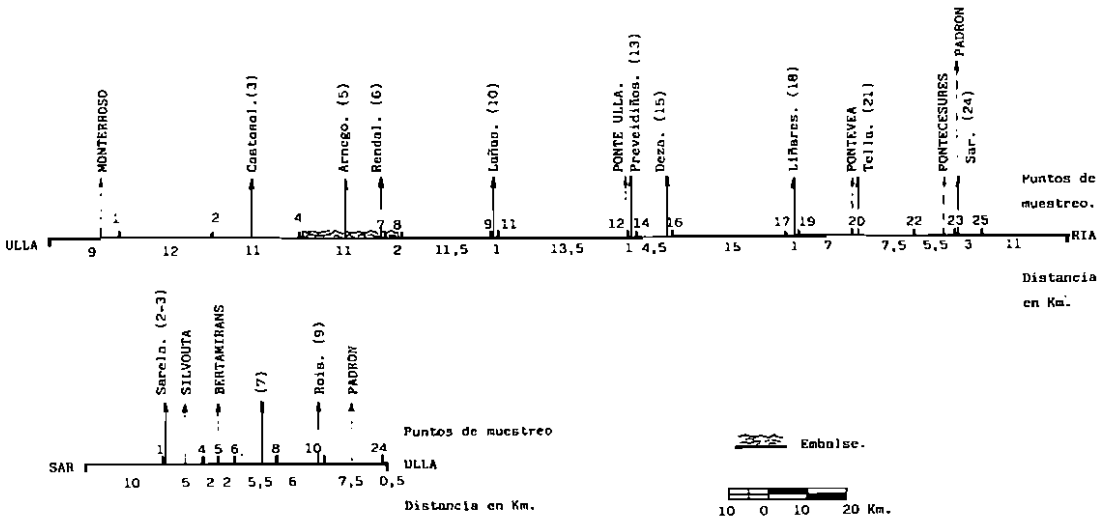 MONTERROSO
Castanal.(3)
Arnego. (5)
Rendal. (6)
Lañas. (10)
PONTE ULLA.
Preveidiños. (13)
Deza. (15)
Liñares. (18)
PONTEVEA
Tella. (21)
PONTECESURES
PADRON
Sar. (24)
Puntos de
muestreo.
1 2 4 7 8 9 11 12 14 16 17 19 20 22 23 25
ULLA
RIA
9 12 11 11 2 11,5 1 13,5 1 4,5 15 1 7 7,5 5,5 3 11
Distancia
en Km.
Sarela. (2-3)
SILVOUTA
BERTAMIRANS
(7)
Rois. (9)
PADRON
Puntos de muestreo
1 4 5 6. 8 10 24
SAR
ULLA
10 5 2 2 5,5 6 7,5 0,5
Distancia en Km.
Embalse.
10 0 10 20 Km.